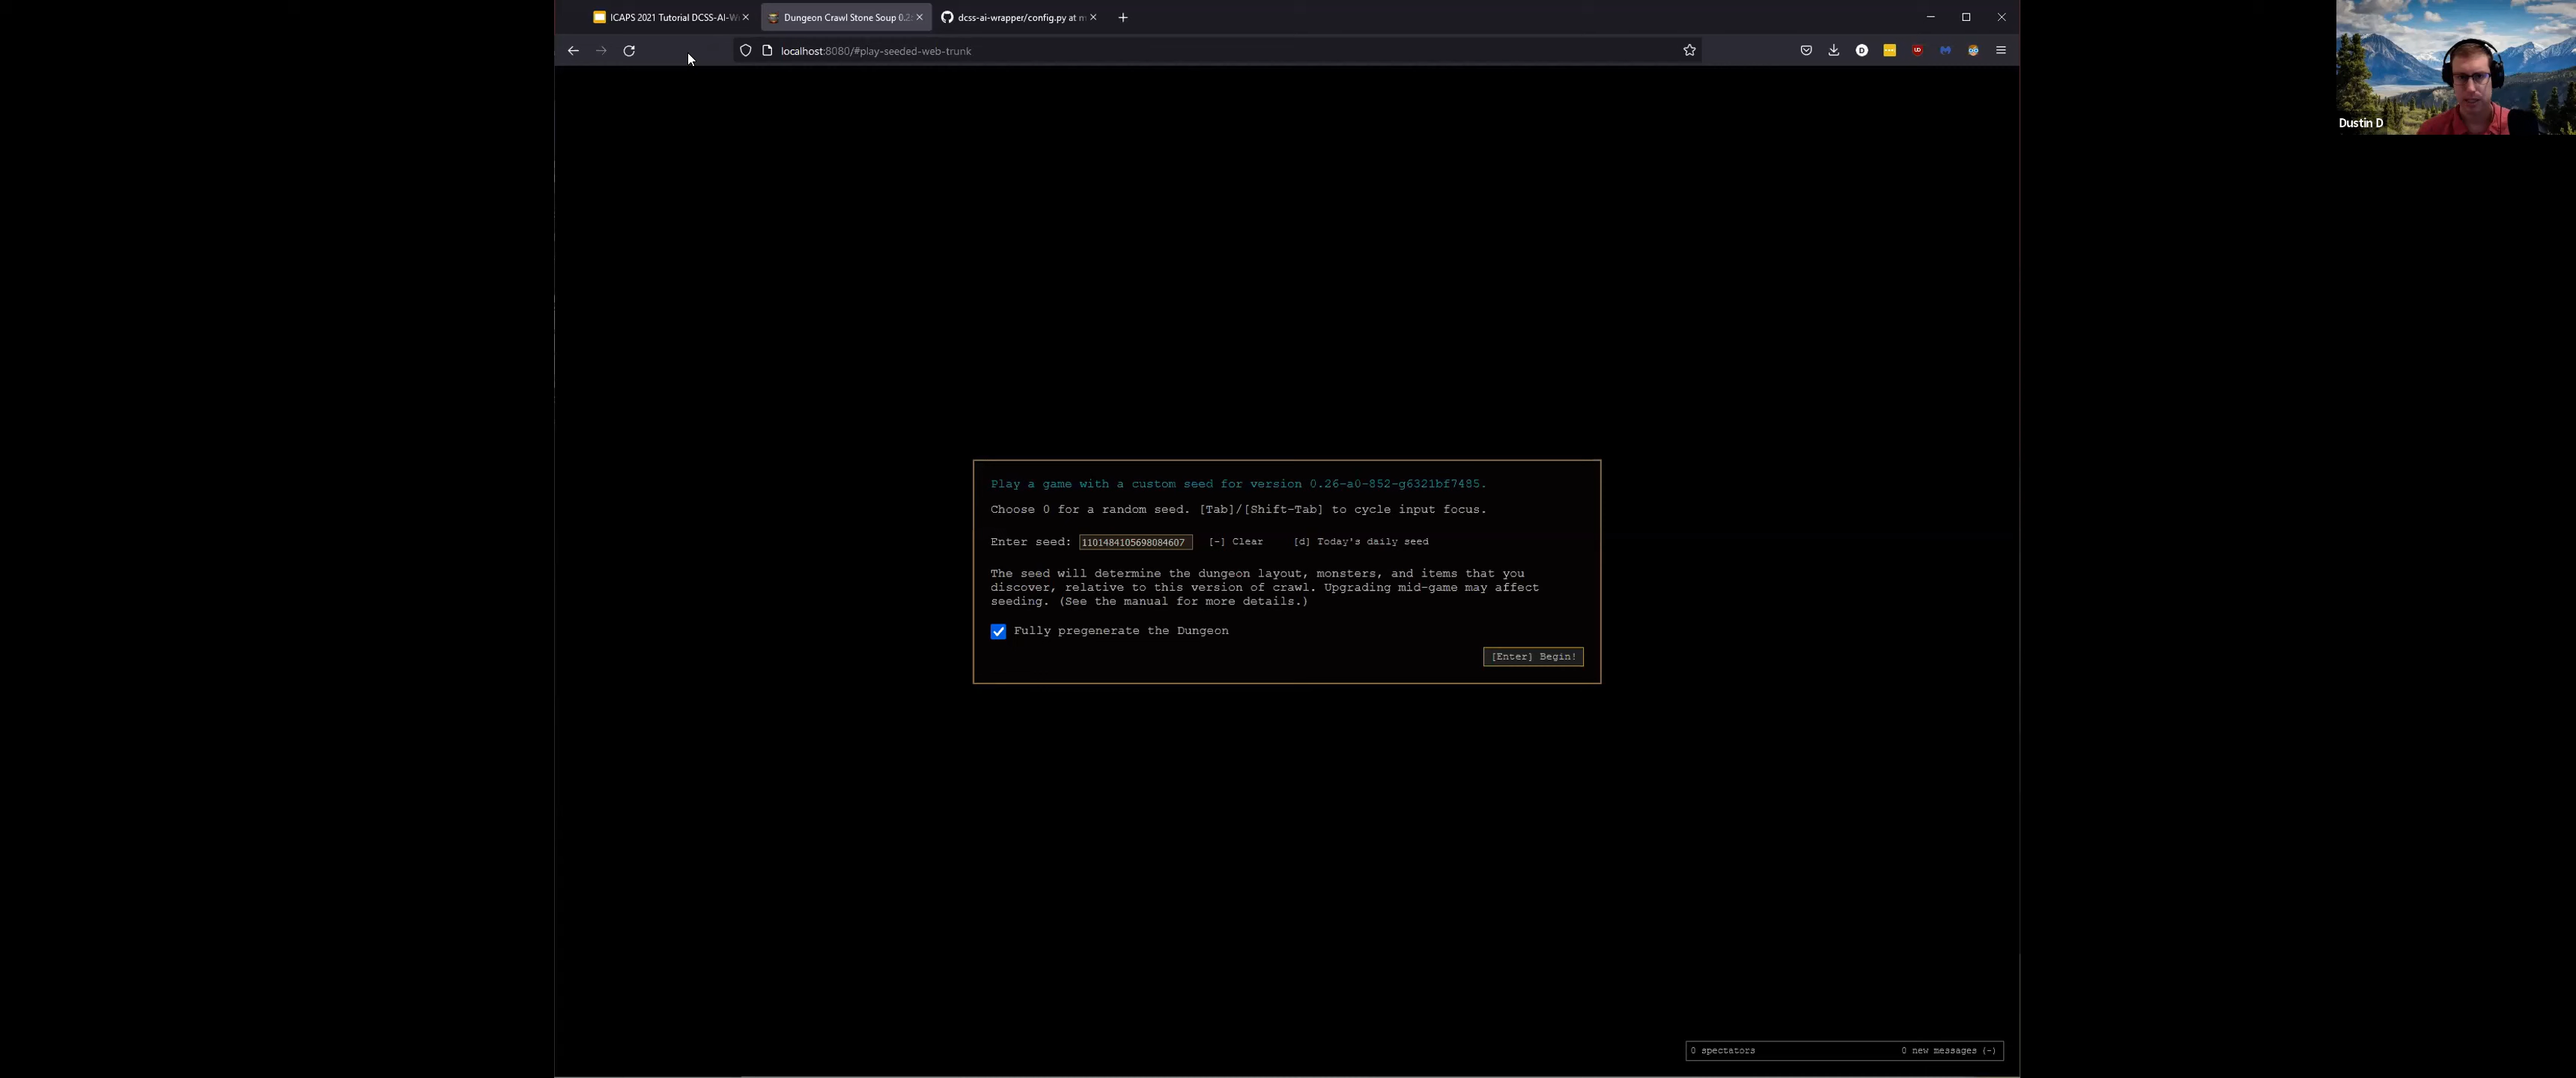 ICAPS 2021 Tutorial DCSS-AI-W
Dungeon Crawl Stone Soup 0.2
dcss-ai-wrapper/config.py at m
localhost:8080/#play-seeded-web-trunk
Dustin D
Play a game with a custom seed for version 0.26-a0-852-g6321bf7485.
Choose 0 for a random seed. [Tab]/[Shift-Tab] to cycle input focus.
Enter seed: 1101484105698084607 [-] Clear [d] Today's daily seed
The seed will determine the dungeon layout, monsters, and items that you
discover, relative to this version of crawl. Upgrading mid-game may affect
seeding. (See the manual for more details.)
Fully pregenerate the Dungeon
[Enter] Begin!
0 spectators 0 new messages (-)